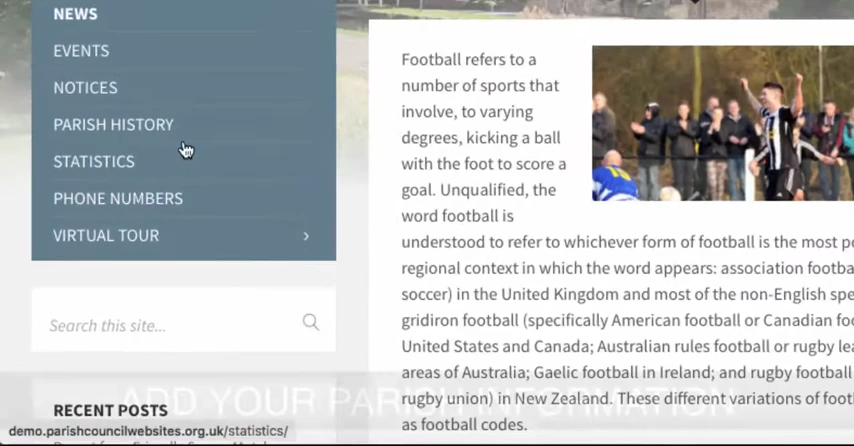 NEWS
EVENTS
NOTICES
PARISH HISTORY
STATISTICS
PHONE NUMBERS
VIRTUAL TOUR
Search this site...
RECENT POSTS
demo.parishcouncilwebsites.org.uk/statistics/
Football refers to a
number of sports that
involve, to varying
degrees, kicking a ball
with the foot to score a
goal. Unqualified, the
word football is
understood to refer to whichever form of football is the most
regional context in which the word appears: association
soccer) in the United Kingdom and most of the non-English
gridiron football (specifically American football or Canadian
United States and Canada; Australian rules football or rugby
areas of Australia; Gaelic football in Ireland; and rugby football
rugby union) in New Zealand. These different variations of
as football codes.
ADD YOUR PARISH INFORMATION